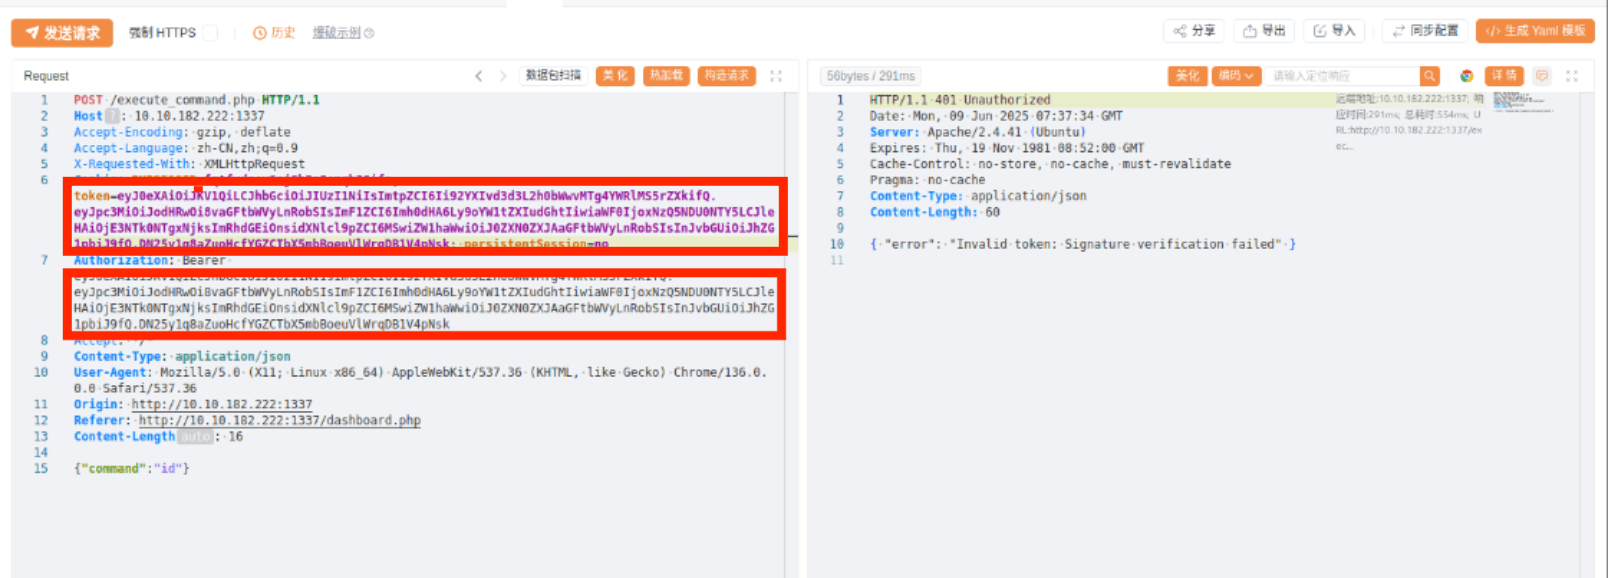 发送请求 强制 HTTPS 历史 爆破示例 分享 导出 导入 同步配置 </> 生成 Yaml 模板
Request 数据包扫描 美化 热加载 构造请求 56bytes / 291ms 美化 编码 请输入定位响应 详情
1 POST /execute_command.php HTTP/1.1
2 Host ? : 10.10.182.222:1337
3 Accept-Encoding: gzip, deflate
4 Accept-Language: zh-CN,zh;q=0.9
5 X-Requested-With: XMLHttpRequest
6
token=eyJ0eXAiOiJKV1QiLCJhbGciOiJIUzI1NiIsImtpZCI6Ii92YXIvd3d3L2h0bWwvMTg4YWRlMS5rZXkifQ.
eyJpc3MiOiJodHRwOi8vaGFtbWVyLnRobSIsImF1ZCI6Imh0dHA6Ly9oYW1tZXIudGhtIiwiaWF0IjoxNzQ5NDU0NTY5LCJle
HAiOjE3NTk0NTgxNjksImRhdGEiOnsidXNlcl9pZCI6MSwiZW1haWwiOiJ0ZXN0ZXJAaGFtbWVyLnRobSIsInJvbGUiOiJhZG
1pbiJ9fQ.DN25y1q8aZuoHcfYGZCTbX5mbBoeuVlWrqDB1V4pNsk; persistentSession=no
7 Authorization: Bearer
eyJpc3MiOiJodHRwOi8vaGFtbWVyLnRobSIsImF1ZCI6Imh0dHA6Ly9oYW1tZXIudGhtIiwiaWF0IjoxNzQ5NDU0NTY5LCJle
HAiOjE3NTk0NTgxNjksImRhdGEiOnsidXNlcl9pZCI6MSwiZW1haWwiOiJ0ZXN0ZXJAaGFtbWVyLnRobSIsInJvbGUiOiJhZG
1pbiJ9fQ.DN25y1q8aZuoHcfYGZCTbX5mbBoeuVlWrqDB1V4pNsk
8 Accept: */*
9 Content-Type: application/json
10 User-Agent: Mozilla/5.0 (X11; Linux x86_64) AppleWebKit/537.36 (KHTML, like Gecko) Chrome/136.0.
0.0 Safari/537.36
11 Origin: http://10.10.182.222:1337
12 Referer: http://10.10.182.222:1337/dashboard.php
13 Content-Length auto : 16
14
15 {"command":"id"}
1 HTTP/1.1 401 Unauthorized
2 Date: Mon, 09 Jun 2025 07:37:34 GMT
3 Server: Apache/2.4.41 (Ubuntu)
4 Expires: Thu, 19 Nov 1981 08:52:00 GMT
5 Cache-Control: no-store, no-cache, must-revalidate
6 Pragma: no-cache
7 Content-Type: application/json
8 Content-Length: 60
9
10 { "error": "Invalid token: Signature verification failed" }
11
远端地址:10.10.182.222:1337; 响
应时间:291ms; 总耗时:554ms; U
RL:http://10.10.182.222:1337/ex
ec...